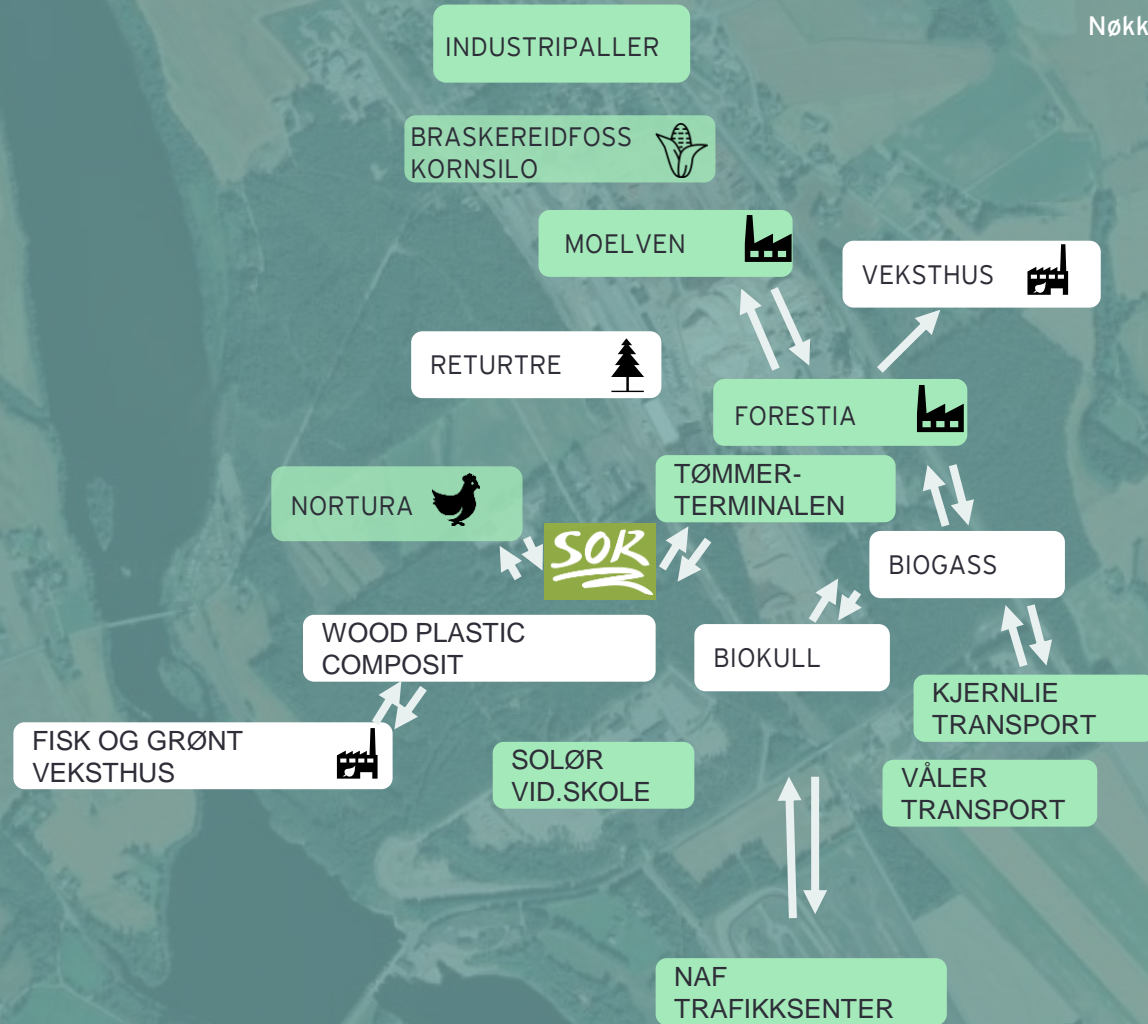 Nøkk
INDUSTRIPALLER
BRASKEREIDFOSS
KORNSILO
MOELVEN
VEKSTHUS
RETURTRE
FORESTIA
TØMMER-
TERMINALEN
NORTURA
SOR
BIOGASS
WOOD PLASTIC
COMPOSIT
BIOKULL
KJERNLIE
TRANSPORT
FISK OG GRØNT
VEKSTHUS
SOLØR
VID.SKOLE
VÅLER
TRANSPORT
NAF
TRAFIKKSENTER